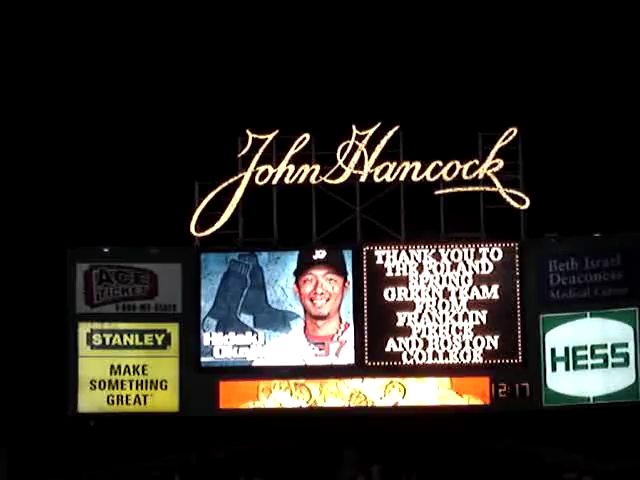 John Hancock
ACE
TICKET
STANLEY
MAKE
SOMETHING
GREAT
Hideki
THANK YOU TO
THE POLAND
SPRING
GREEN TEAM
FROM
FRANKLIN
PIERCE
AND BOSTON
COLLEGE
12:17
Beth Israel
Deaconess
Medical Center
HESS